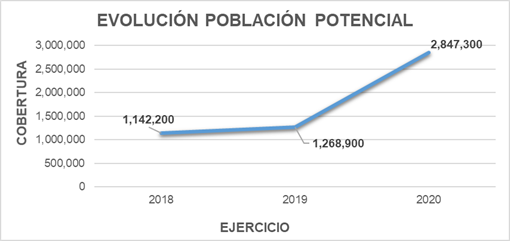 EVOLUCIÓN POBLACIÓN POTENCIAL
COBERTURA
3,000,000
2,500,000
2,000,000
1,500,000
1,000,000
500,000
0
1,142,200
1,268,900
2,847,300
2018 2019 2020
EJERCICIO